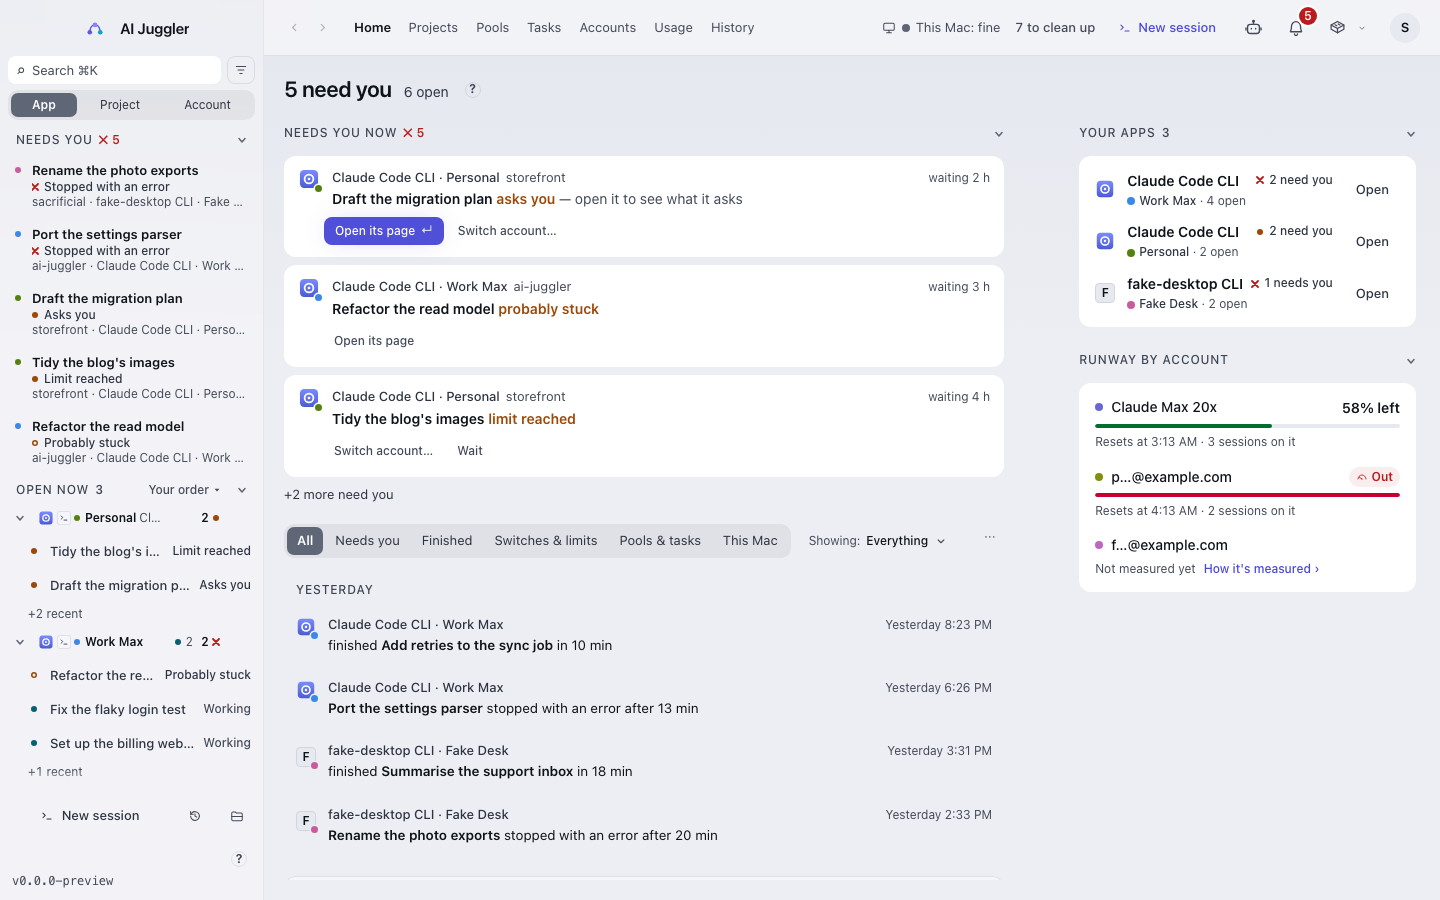 AI Juggler
Search ⌘K
App Project Account
NEEDS YOU 5
Rename the photo exports
Stopped with an error
sacrificial · fake-desktop CLI · Fake ...
Port the settings parser
Stopped with an error
ai-juggler · Claude Code CLI · Work ...
Draft the migration plan
Asks you
storefront · Claude Code CLI · Perso...
Tidy the blog's images
Limit reached
storefront · Claude Code CLI · Perso...
Refactor the read model
Probably stuck
ai-juggler · Claude Code CLI · Work ...
OPEN NOW 3 Your order
Personal Cl... 2
Tidy the blog's i... Limit reached
Draft the migration p... Asks you
+2 recent
Work Max 2 2
Refactor the re... Probably stuck
Fix the flaky login test Working
Set up the billing web... Working
+1 recent
New session
?
v0.0.0-preview
Home Projects Pools Tasks Accounts Usage History
This Mac: fine 7 to clean up New session 5 S
5 need you 6 open ?
NEEDS YOU NOW 5
Claude Code CLI · Personal storefront waiting 2 h
Draft the migration plan asks you — open it to see what it asks
Open its page ↵ Switch account...
Claude Code CLI · Work Max ai-juggler waiting 3 h
Refactor the read model probably stuck
Open its page
Claude Code CLI · Personal storefront waiting 4 h
Tidy the blog's images limit reached
Switch account... Wait
+2 more need you
All Needs you Finished Switches & limits Pools & tasks This Mac Showing: Everything ...
YESTERDAY
Claude Code CLI · Work Max Yesterday 8:23 PM
finished Add retries to the sync job in 10 min
Claude Code CLI · Work Max Yesterday 6:26 PM
Port the settings parser stopped with an error after 13 min
F fake-desktop CLI · Fake Desk Yesterday 3:31 PM
finished Summarise the support inbox in 18 min
F fake-desktop CLI · Fake Desk Yesterday 2:33 PM
Rename the photo exports stopped with an error after 20 min
YOUR APPS 3
Claude Code CLI 2 need you Open
Work Max · 4 open
Claude Code CLI 2 need you Open
Personal · 2 open
F fake-desktop CLI 1 needs you Open
Fake Desk · 2 open
RUNWAY BY ACCOUNT
Claude Max 20x 58% left
Resets at 3:13 AM · 3 sessions on it
p...@example.com Out
Resets at 4:13 AM · 2 sessions on it
f...@example.com
Not measured yet How it's measured ›